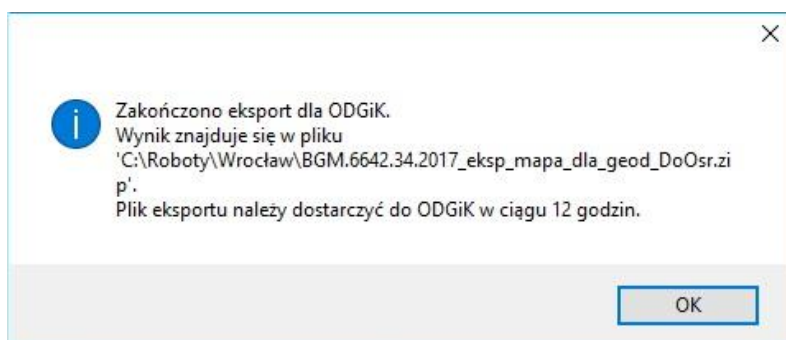 Zakończono eksport dla ODGiK.
Wynik znajduje się w pliku
'C:\Roboty\Wrocław\BGM.6642.34.2017_eksp_mapa_dla_geod_DoOsr.zi
p'.
Plik eksportu należy dostarczyć do ODGiK w ciągu 12 godzin.
OK